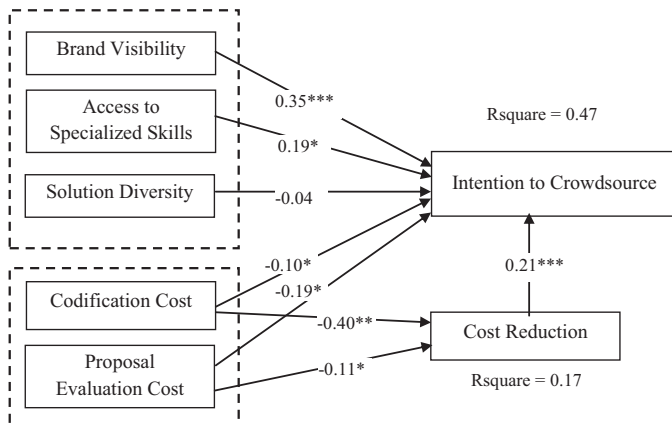 Brand Visibility
0.35***
Rsquare = 0.47
Access to
Specialized Skills
0.19*
Intention to Crowdsource
Solution Diversity
-0.04
-0.10*
0.21***
-0.19*
Codification Cost
-0.40**
Cost Reduction
Proposal
Evaluation Cost
-0.11*
Rsquare = 0.17